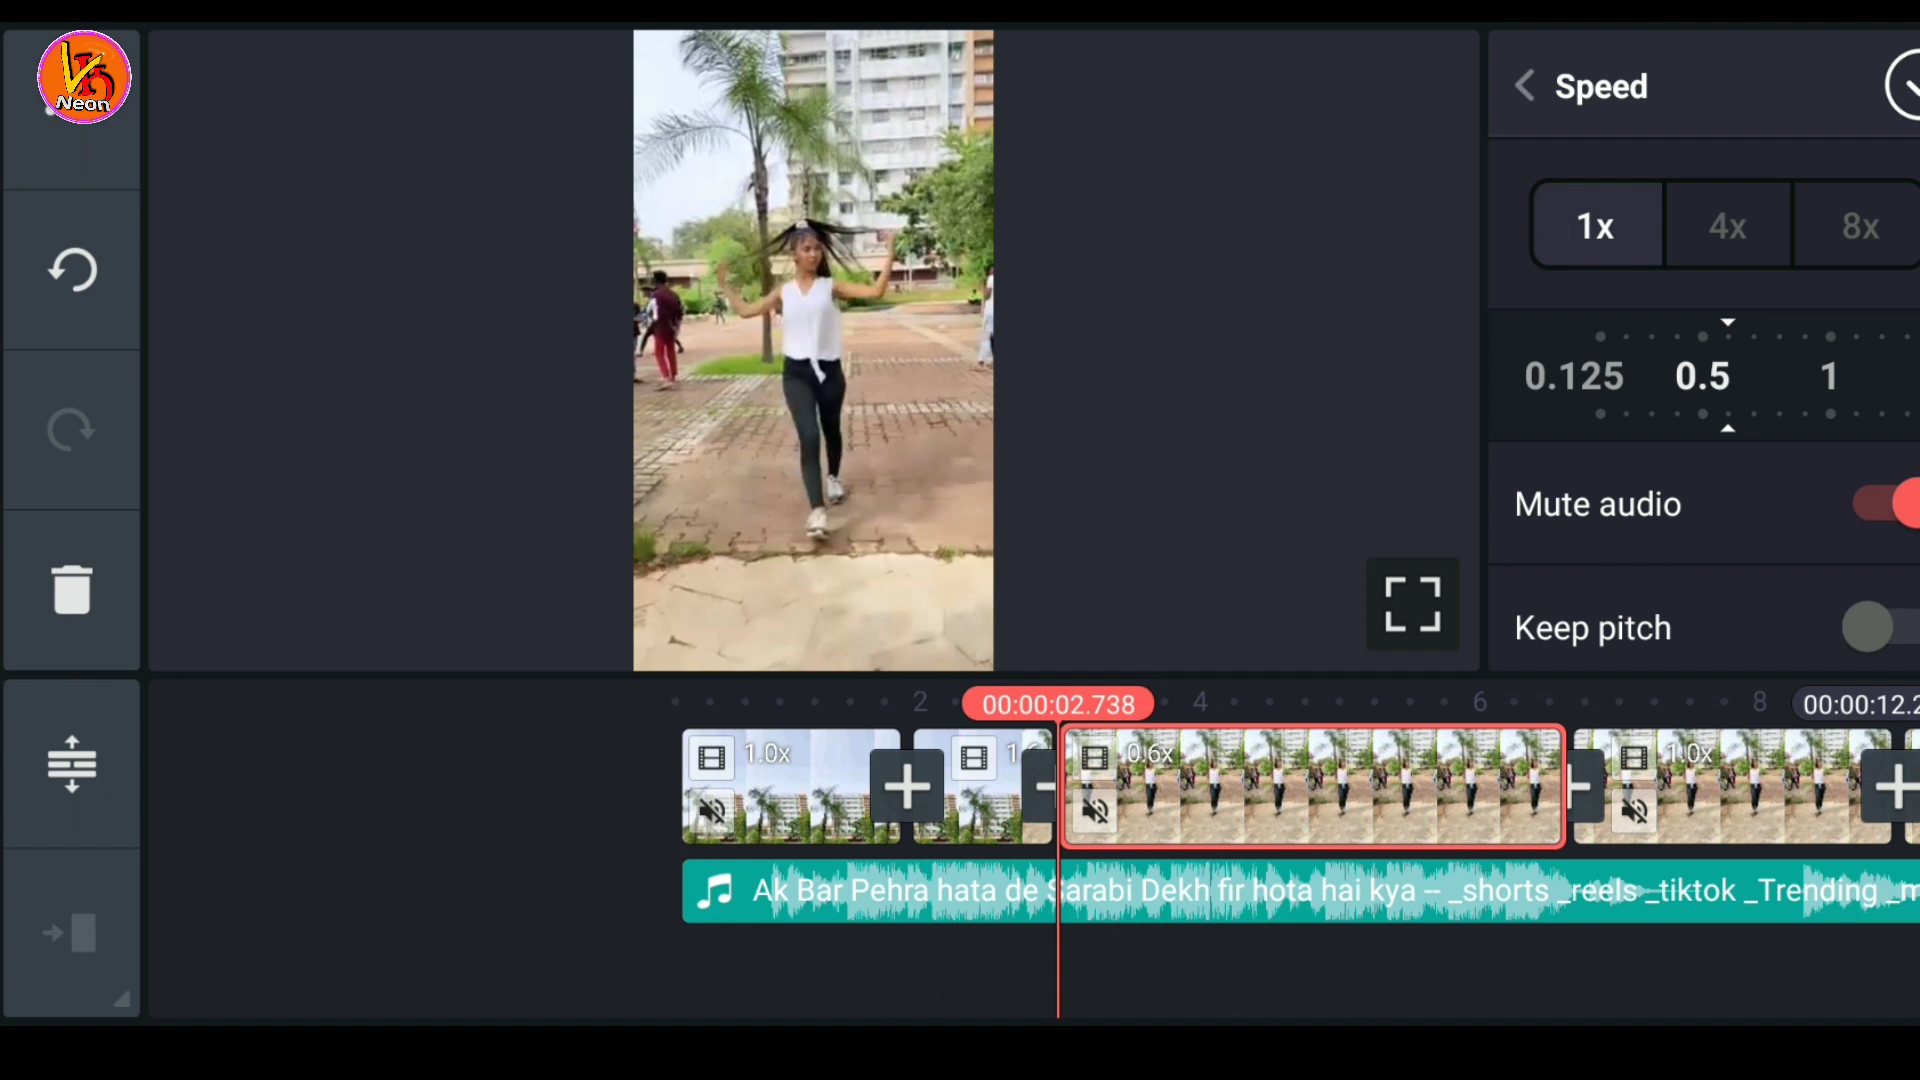 VK
Neon
Speed
1x 4x 8x
0.125 0.5 1
Mute audio
Keep pitch
2 00:00:02.738 4 6 8 00:00:12.2
1.0x 0.6x 1.0x
Ak Bar Pehra hata de Sarabi Dekh fir hota hai kya -- _shorts _reels _tiktok _Trending _m